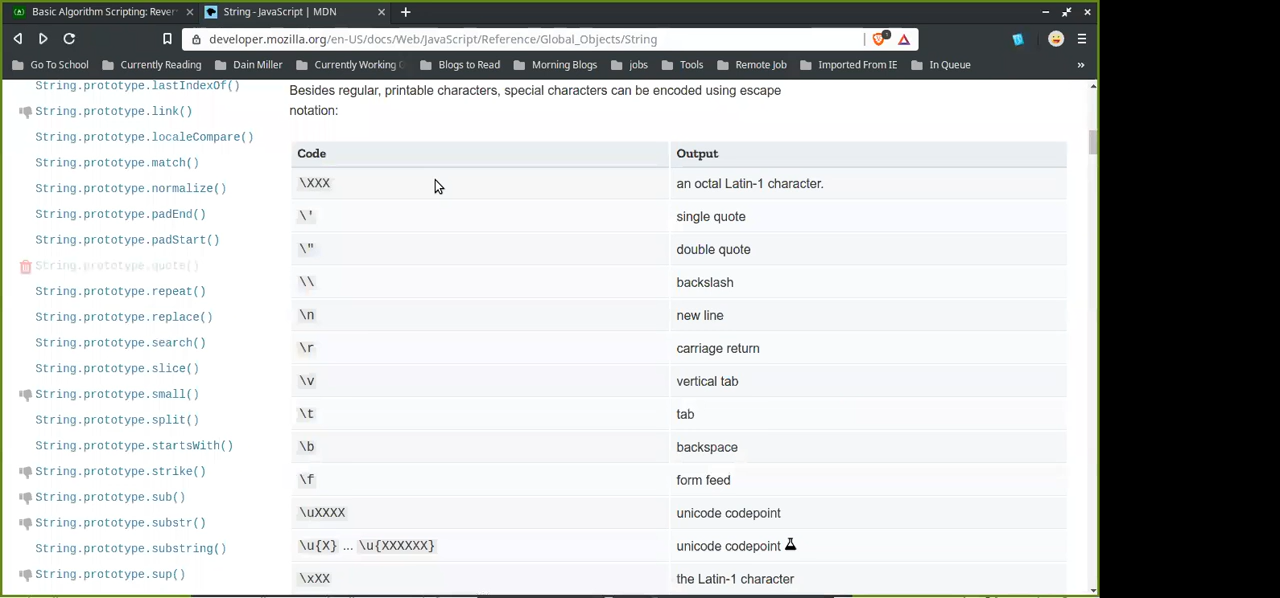 Basic Algorithm Scripting: Rever
String - JavaScript | MDN
developer.mozilla.org/en-US/docs/Web/JavaScript/Reference/Global_Objects/String
1
Go To School
Currently Reading
Dain Miller
Currently Working
Blogs to Read
Morning Blogs
jobs
Tools
Remote Job
Imported From IE
In Queue
»
String.prototype.lastIndexOf()
String.prototype.link()
String.prototype.localeCompare()
String.prototype.match()
String.prototype.normalize()
String.prototype.padEnd()
String.prototype.padStart()
String.prototype.quote()
String.prototype.repeat()
String.prototype.replace()
String.prototype.search()
String.prototype.slice()
String.prototype.small()
String.prototype.split()
String.prototype.startsWith()
String.prototype.strike()
String.prototype.sub()
String.prototype.substr()
String.prototype.substring()
String.prototype.sup()
Besides regular, printable characters, special characters can be encoded using escape
notation:
Code Output
\XXX an octal Latin-1 character.
\' single quote
\" double quote
\\ backslash
\n new line
\r carriage return
\v vertical tab
\t tab
\b backspace
\f form feed
\uXXXX unicode codepoint
\u{X} ... \u{XXXXXX} unicode codepoint
\xXX the Latin-1 character